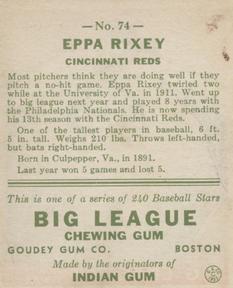 —No. 74—
EPPA RIXEY
CINCINNATI REDS
Most pitchers think they are doing well if they
pitch a no-hit game. Eppa Rixey twirled two
while at the University of Va. in 1911. Went up
to big league next year and played 8 years with
the Philadelphia Nationals. He is now spending
his 13th season with the Cincinnati Reds.
One of the tallest players in baseball, 6 ft.
5 in. tall. Weighs 210 lbs. Throws left-handed,
but bats right-handed.
Born in Culpepper, Va., in 1891.
Last year won 5 games and lost 5.
This is one of a series of 240 Baseball Stars
BIG LEAGUE
CHEWING GUM
GOUDEY GUM CO. BOSTON
Made by the originators of
INDIAN GUM